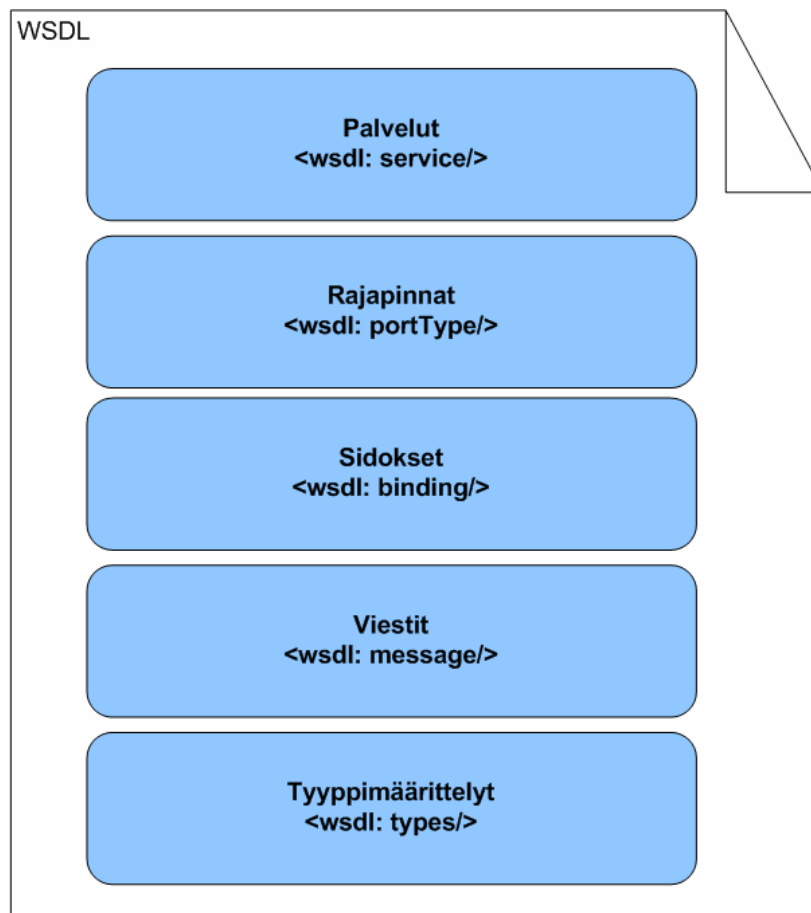 WSDL
Palvelut
<wsdl: service/>
Rajapinnat
<wsdl: portType/>
Sidokset
<wsdl: binding/>
Viestit
<wsdl: message/>
Tyyppimäärittelyt
<wsdl: types/>